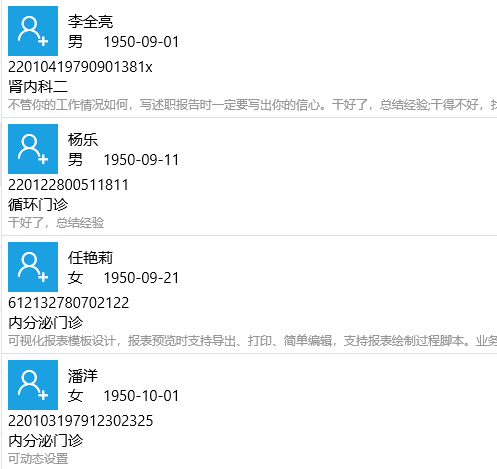 李全亮
男 1950-09-01
22010419790901381x
肾内科二
不管你的工作情况如何，写述职报告时一定要写出你的信心。干好了，总结经验;干得不好，找
杨乐
男 1950-09-11
220122800511811
循环门诊
干好了，总结经验
任艳莉
女 1950-09-21
612132780702122
内分泌门诊
可视化报表模板设计，报表预览时支持导出、打印、简单编辑，支持报表绘制过程脚本。业务
潘洋
女 1950-10-01
220103197912302325
内分泌门诊
可动态设置